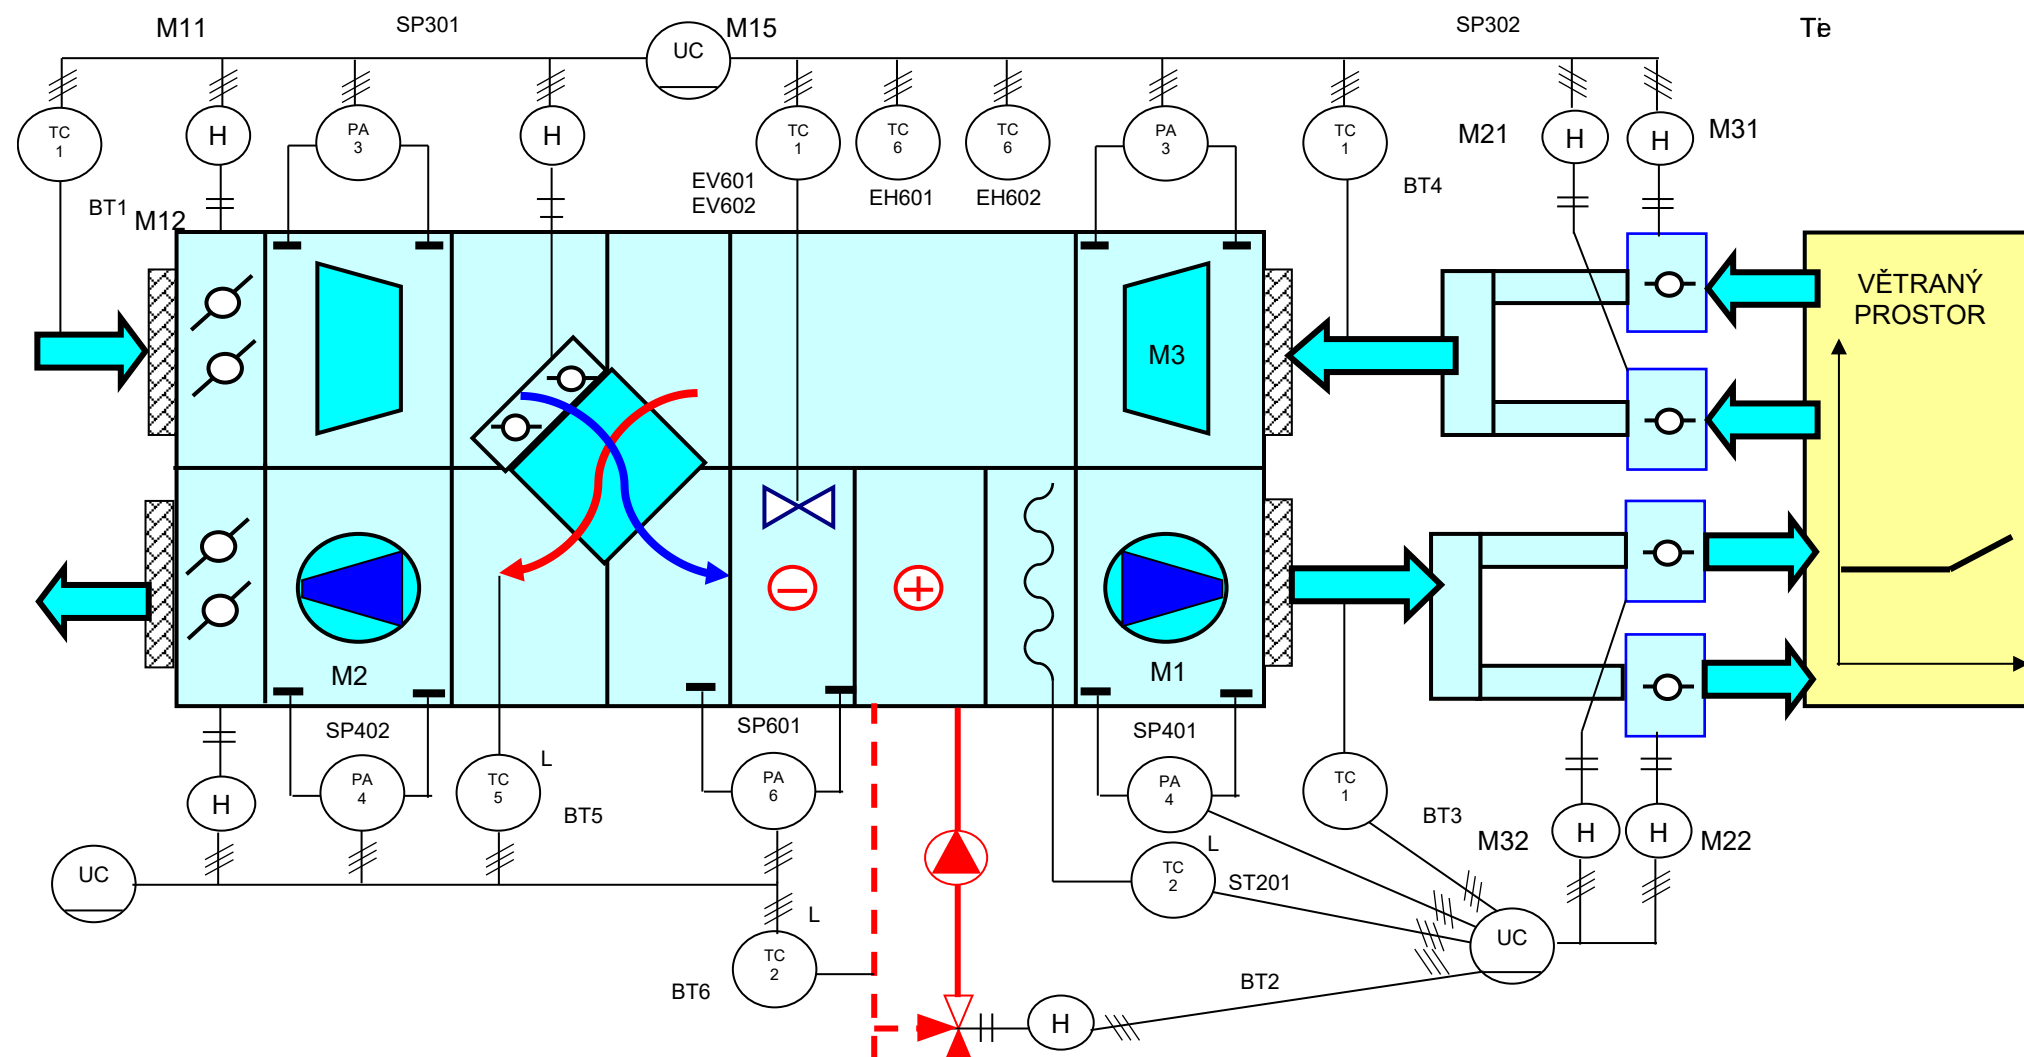 M11
SP301
UC
M15
SP302
Tie
TC
1
H
PA
3
H
TC
1
TC
6
TC
6
PA
3
TC
1
M21
H
H
M31
BT1
M12
EV601
EV602
EH601
EH602
BT4
VĚTRANÝ
PROSTOR
M3
M2
M1
SP402
SP601
SP401
H
PA
4
TC
5
L
BT5
PA
6
PA
4
TC
1
BT3
M32
H
H
M22
UC
L
TC
2
ST201
L
TC
2
BT6
UC
BT2
H